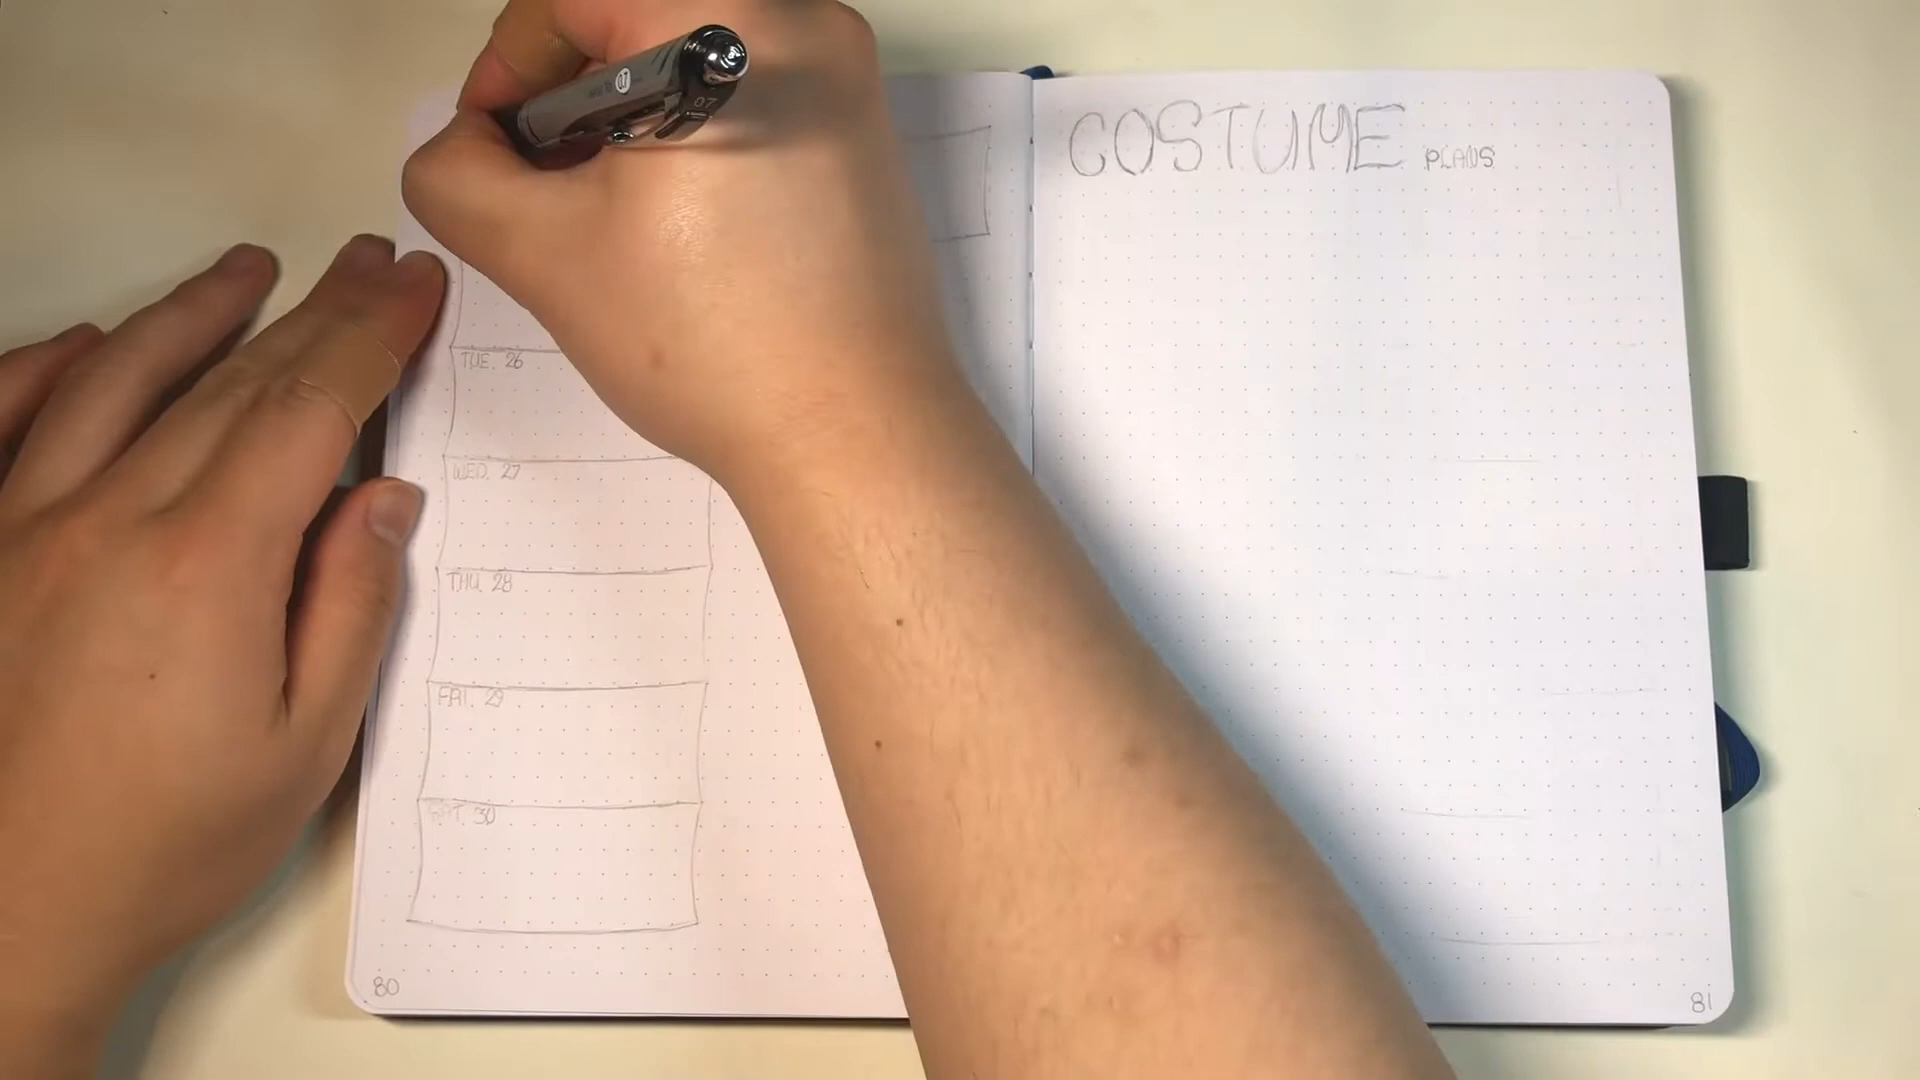 07
TUE. 26
WED. 27
THU. 28
FRI. 29
SAT. 30
80
COSTUME PLANS
81